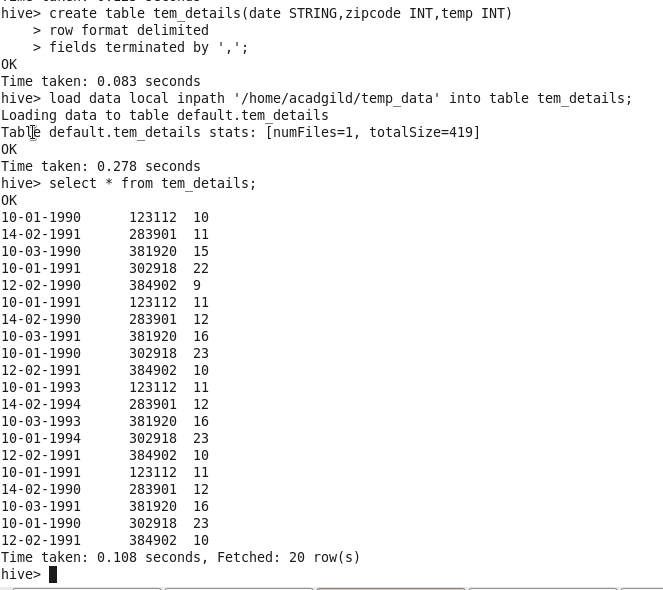 hive> create table tem_details(date STRING,zipcode INT,temp INT)
    > row format delimited
    > fields terminated by ',';
OK
Time taken: 0.083 seconds
hive> load data local inpath '/home/acadgild/temp_data' into table tem_details;
Loading data to table default.tem_details
Table default.tem_details stats: [numFiles=1, totalSize=419]
OK
Time taken: 0.278 seconds
hive> select * from tem_details;
OK
10-01-1990      123112  10
14-02-1991      283901  11
10-03-1990      381920  15
10-01-1991      302918  22
12-02-1990      384902  9
10-01-1991      123112  11
14-02-1990      283901  12
10-03-1991      381920  16
10-01-1990      302918  23
12-02-1991      384902  10
10-01-1993      123112  11
14-02-1994      283901  12
10-03-1993      381920  16
10-01-1994      302918  23
12-02-1991      384902  10
10-01-1991      123112  11
14-02-1990      283901  12
10-03-1991      381920  16
10-01-1990      302918  23
12-02-1991      384902  10
Time taken: 0.108 seconds, Fetched: 20 row(s)
hive>